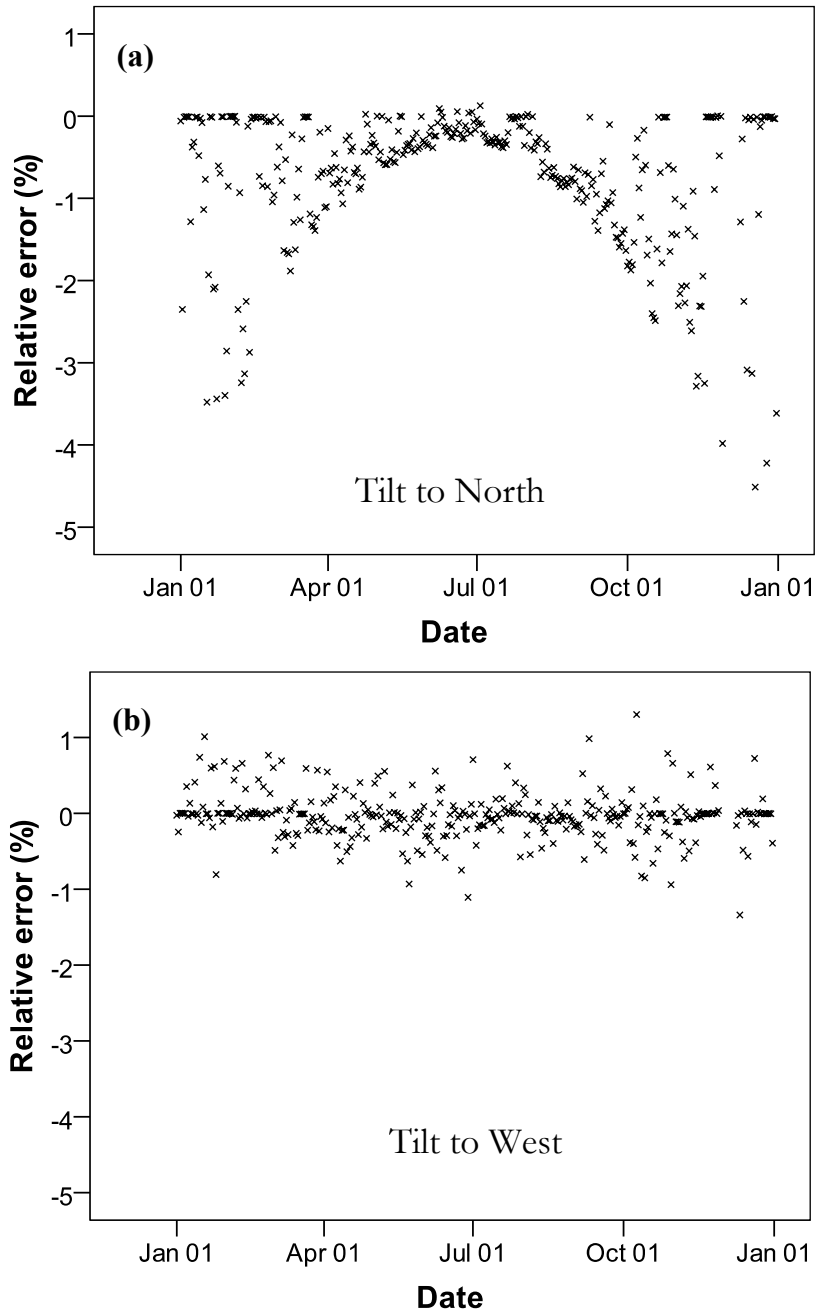 (a)
1
0
-1
-2
-3
-4
-5
Relative error (%)
Tilt to North
Jan 01 Apr 01 Jul 01 Oct 01 Jan 01
Date
(b)
1
0
-1
-2
-3
-4
-5
Relative error (%)
Tilt to West
Jan 01 Apr 01 Jul 01 Oct 01 Jan 01
Date